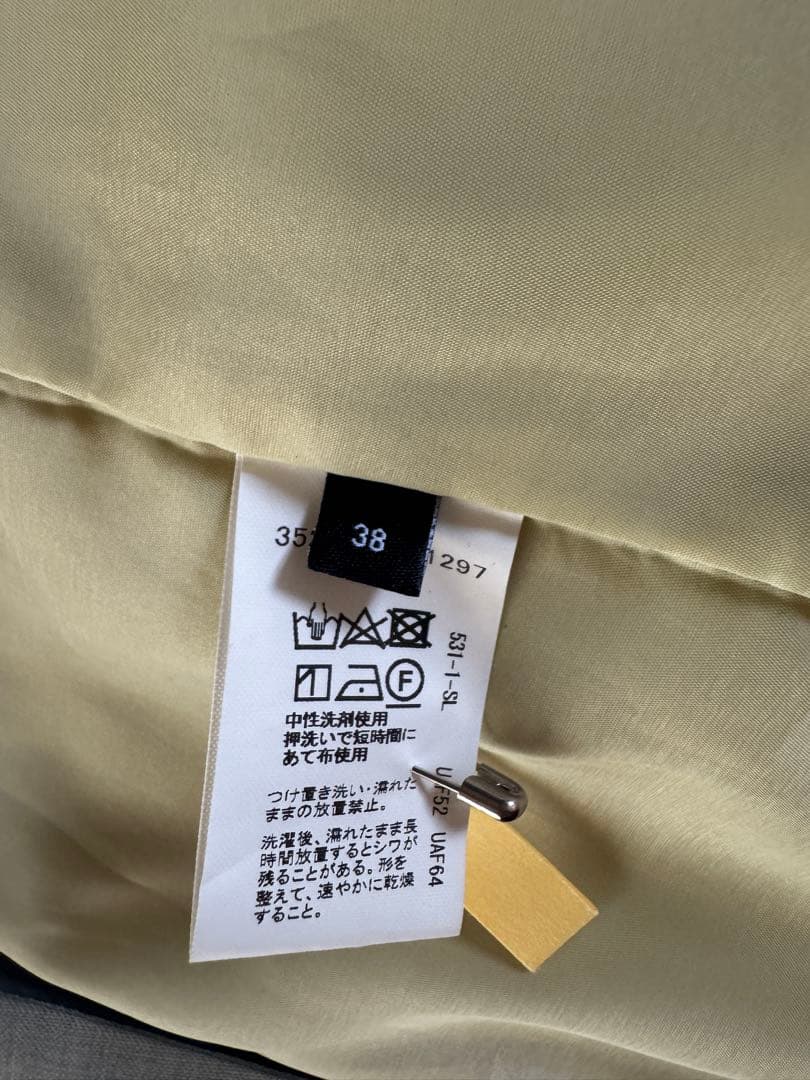 38
35
1297
531-1-SL
F
中性洗剤使用
押洗いで短時間に
あて布使用
F52 UAF64
つけ置き洗い・濡れた
ままの放置禁止。
洗濯後、濡れたまま長
時間放置するとシワが
残ることがある。形を
整えて、速やかに乾燥
すること。